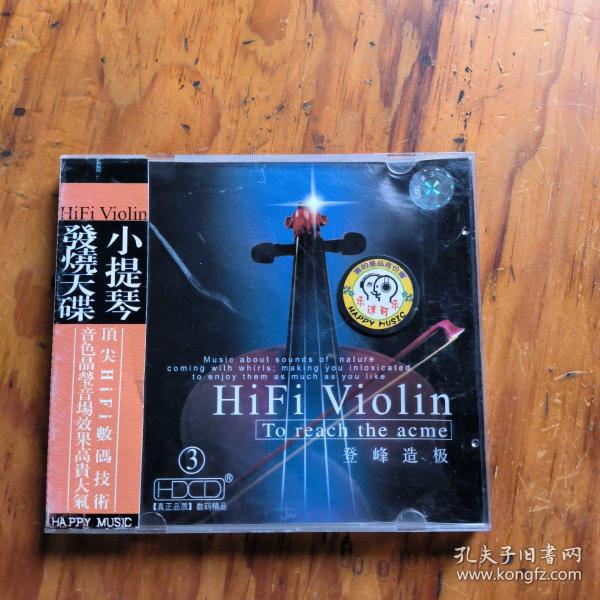 HiFi Violin
小提琴
發燒天碟
頂尖HiFi數碼技術
音色晶瑩音場效果高貴大氣
HAPPY MUSIC
乐洋可乐
HAPPY MUSIC
Music about sounds of nature
coming with whirls; making you inloxicated
to enjoy them as much as you like
HiFi Violin
To reach the acme
登峰造极
3
HDCD®
【真正品质】数码精品
孔夫子旧书网
www.kongfz.com